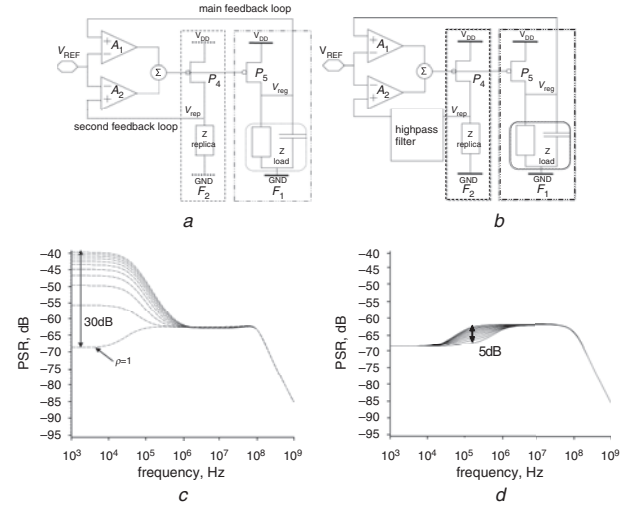 main feedback loop
V_REF
A_1
A_2
Σ
V_DD
V_DD
P_4
P_5
V_reg
V_rep
second feedback loop
Z
replica
Z
load
GND
GND
F_2
F_1
a
V_REF
A_1
A_2
Σ
V_DD
V_DD
P_4
P_5
V_reg
V_rep
highpass
filter
Z
replica
Z
load
GND
GND
F_2
F_1
b
PSR, dB
–40
–45
–50
–55
–60
–65
–70
–75
–80
–85
–90
–95
30dB
ρ=1
10^3 10^4 10^5 10^6 10^7 10^8 10^9
frequency, Hz
c
PSR, dB
–40
–45
–50
–55
–60
–65
–70
–75
–80
–85
–90
–95
5dB
10^3 10^4 10^5 10^6 10^7 10^8 10^9
frequency, Hz
d